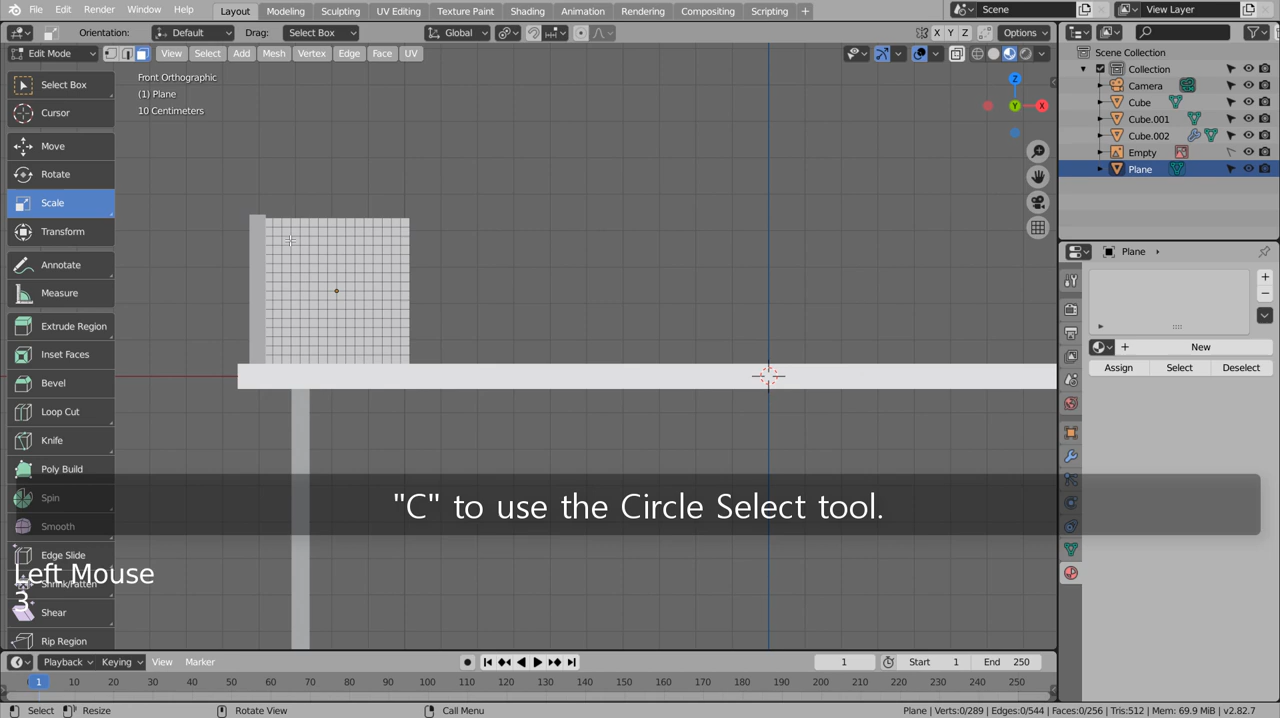 File Edit Render Window Help Layout Modeling Sculpting UV Editing Texture Paint Shading Animation Rendering Compositing Scripting + Scene View Layer
Orientation: Default Drag: Select Box Global X Y Z Options
Edit Mode View Select Add Mesh Vertex Edge Face UV
Front Orthographic
(1) Plane
10 Centimeters
Z
X
Y
Select Box
Cursor
Move
Rotate
Scale
Transform
Annotate
Measure
Extrude Region
Inset Faces
Bevel
Loop Cut
Knife
Poly Build
Spin
Smooth
Edge Slide
Shrink/Fatten
Shear
Rip Region
"C" to use the Circle Select tool.
Left Mouse
3
Scene Collection
Collection
Camera
Cube
Cube.001
Cube.002
Empty
Plane
Plane
New
Assign Select Deselect
Playback Keying View Marker 1 Start 1 End 250
1 10 20 30 40 50 60 70 80 90 100 110 120 130 140 150 160 170 180 190 200 210 220 230 240 250
Select Resize Rotate View Call Menu Plane | Verts:0/289 | Edges:0/544 | Faces:0/256 | Tris:512 | Mem: 69.9 MiB | v2.82.7